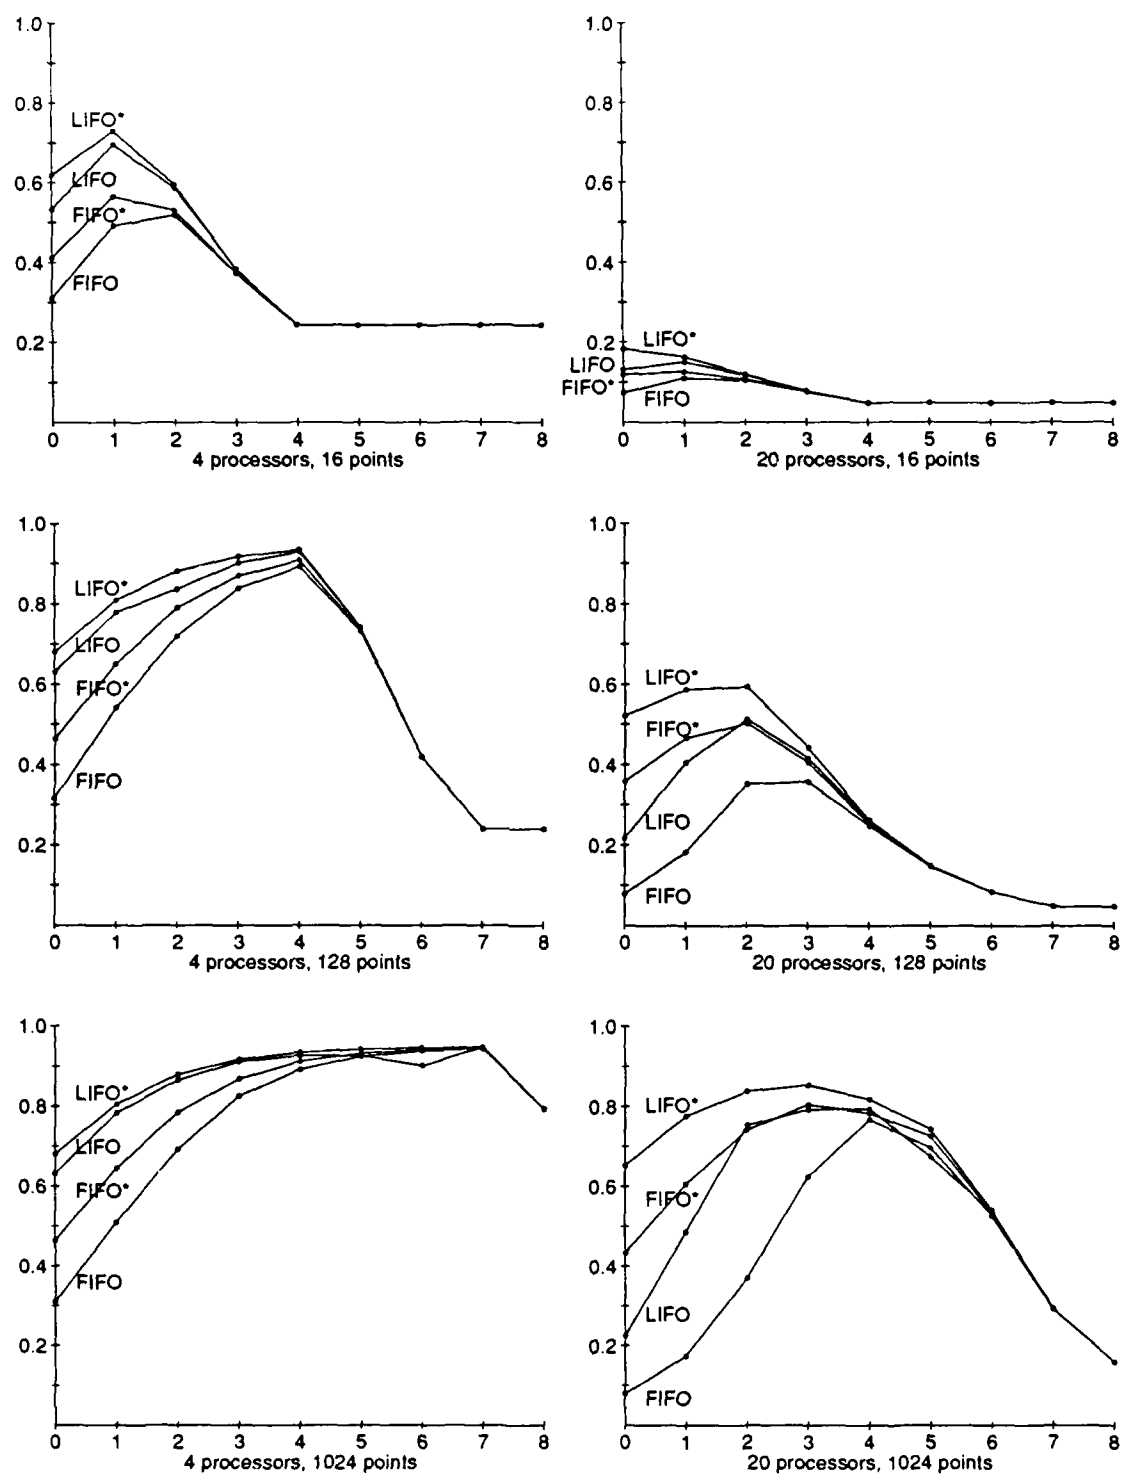 1.0
0.8
LIFO*
0.6
LIFO
FIFO*
0.4
FIFO
0.2
0 1 2 3 4 5 6 7 8
4 processors, 16 points
1.0
0.8
0.6
0.4
0.2
LIFO*
LIFO
FIFO*
FIFO
0 1 2 3 4 5 6 7 8
20 processors, 16 points
1.0
LIFO*
0.8
LIFO
0.6
FIFO*
0.4
FIFO
0.2
0 1 2 3 4 5 6 7 8
4 processors, 128 points
1.0
0.8
LIFO*
0.6
FIFO*
0.4
LIFO
0.2
FIFO
0 1 2 3 4 5 6 7 8
20 processors, 128 points
1.0
LIFO*
0.8
LIFO
0.6
FIFO*
0.4
FIFO
0.2
0 1 2 3 4 5 6 7 8
4 processors, 1024 points
1.0
LIFO*
0.8
0.6
FIFO*
0.4
LIFO
0.2
FIFO
0 1 2 3 4 5 6 7 8
20 processors, 1024 points